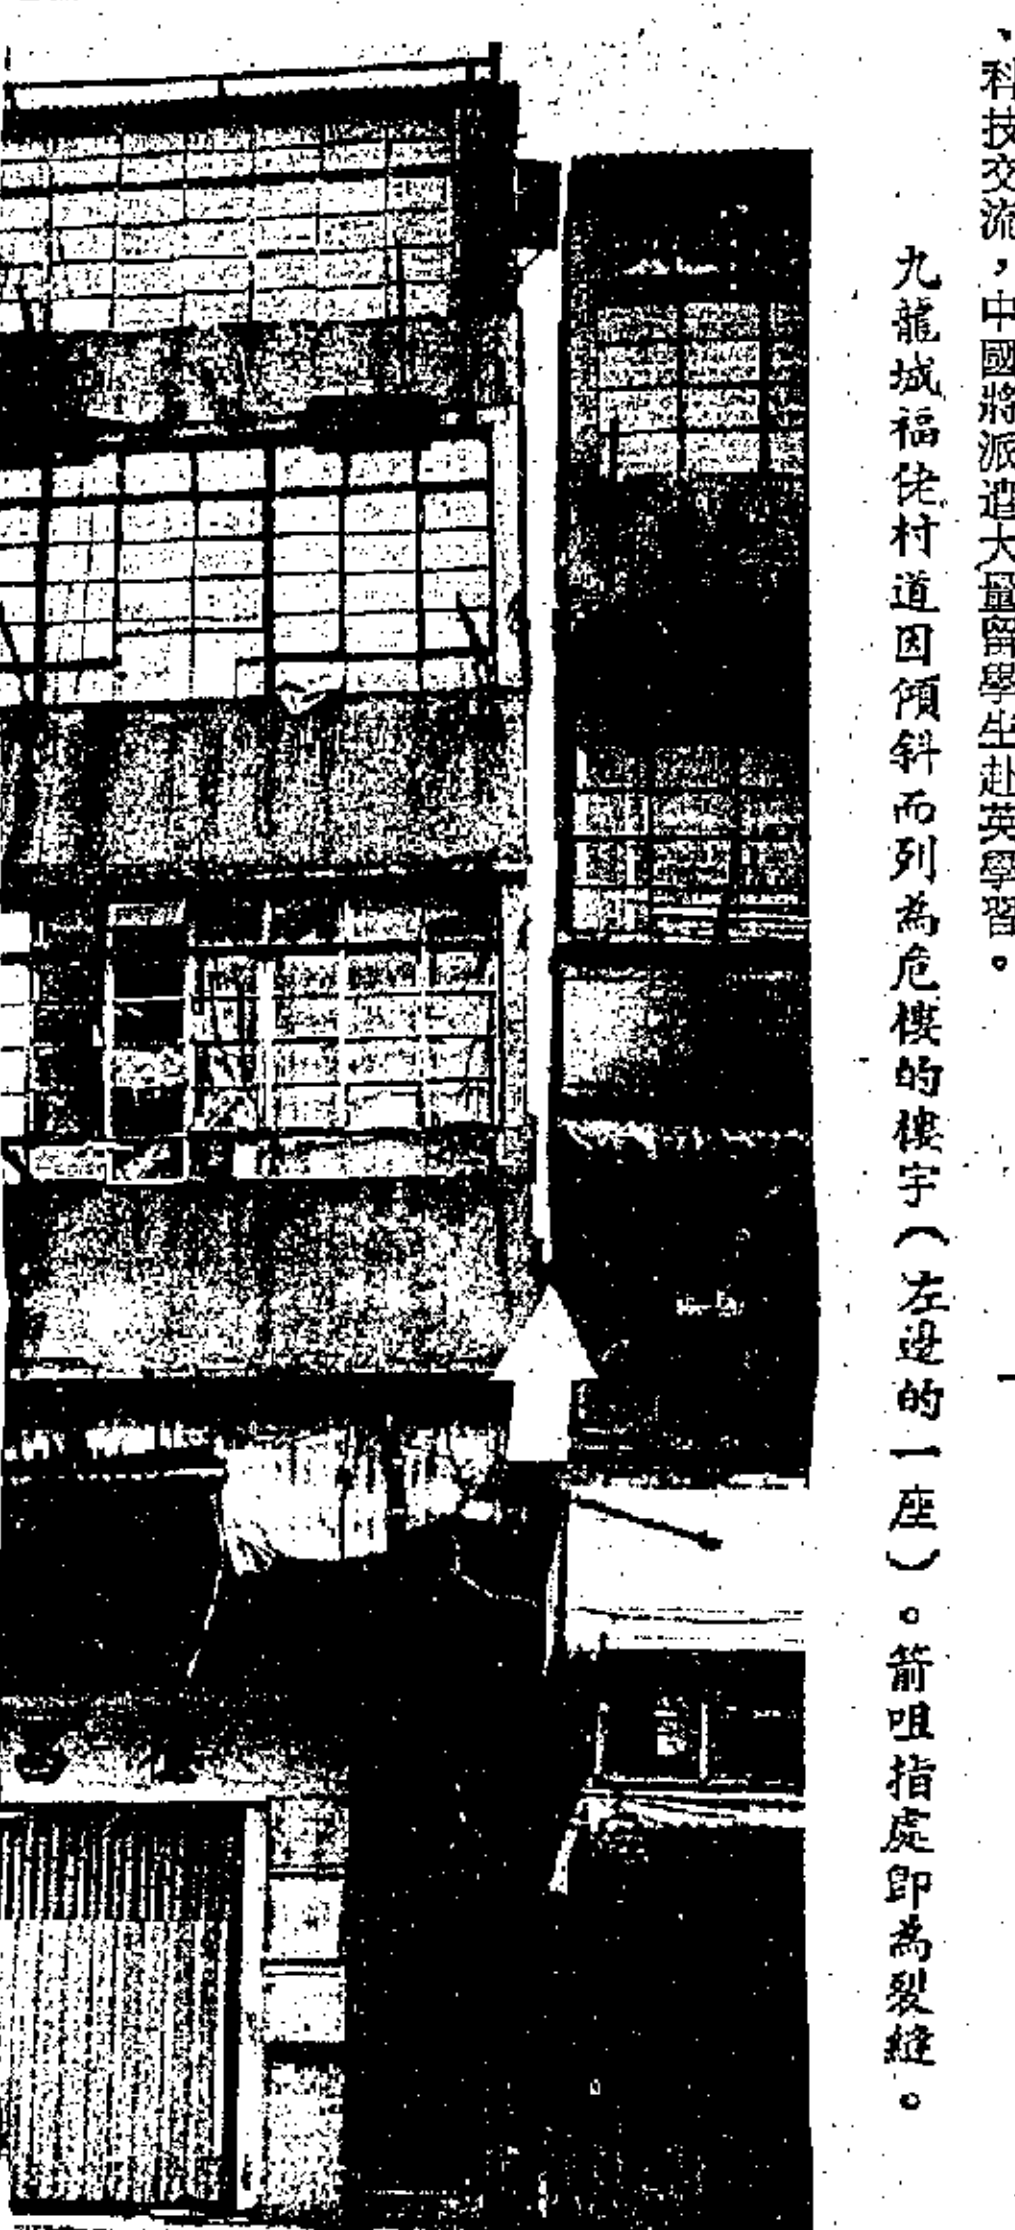 、科技交流，中國將派遣大量留學生赴英學習。
九龍城福佬村道因傾斜而列為危樓的樓宇（左邊的一座）。箭咀指處即為裂縫。